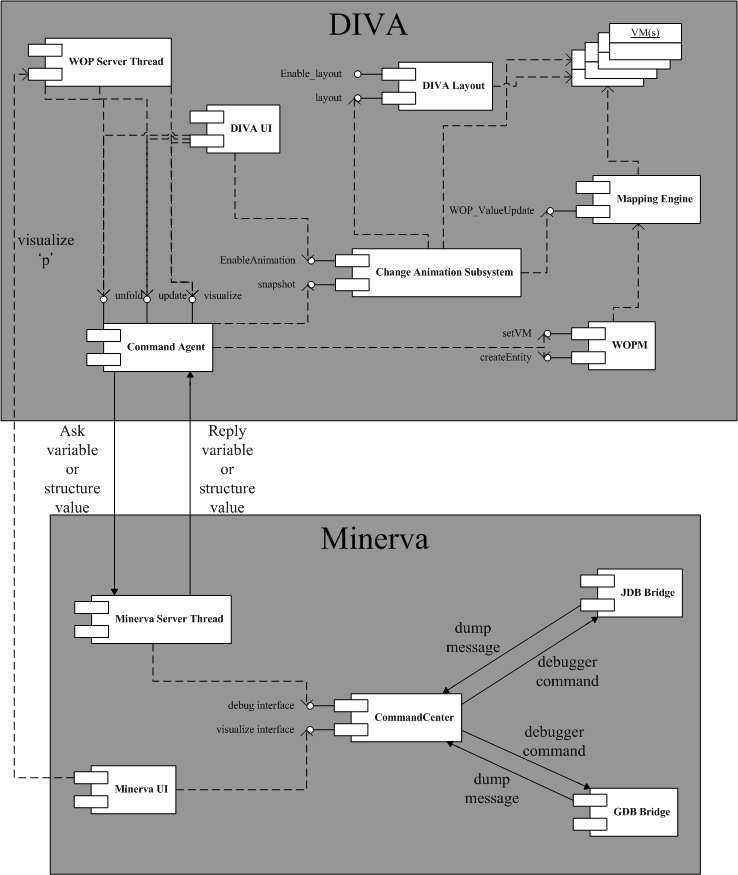 DIVA
VM(s)
WOP Server Thread
Enable_layout
DIVA Layout
layout
DIVA UI
Mapping Engine
WOP_ValueUpdate
visualize
‘p’
EnableAnimation
Change Animation Subsystem
snapshot
unfold
update
visualize
setVM
Command Agent
WOPM
createEntity
Ask
variable
or
structure
value
Reply
variable
or
structure
value
Minerva
JDB Bridge
Minerva Server Thread
dump
message
debugger
command
debug interface
CommandCenter
visualize interface
debugger
command
dump
message
Minerva UI
GDB Bridge